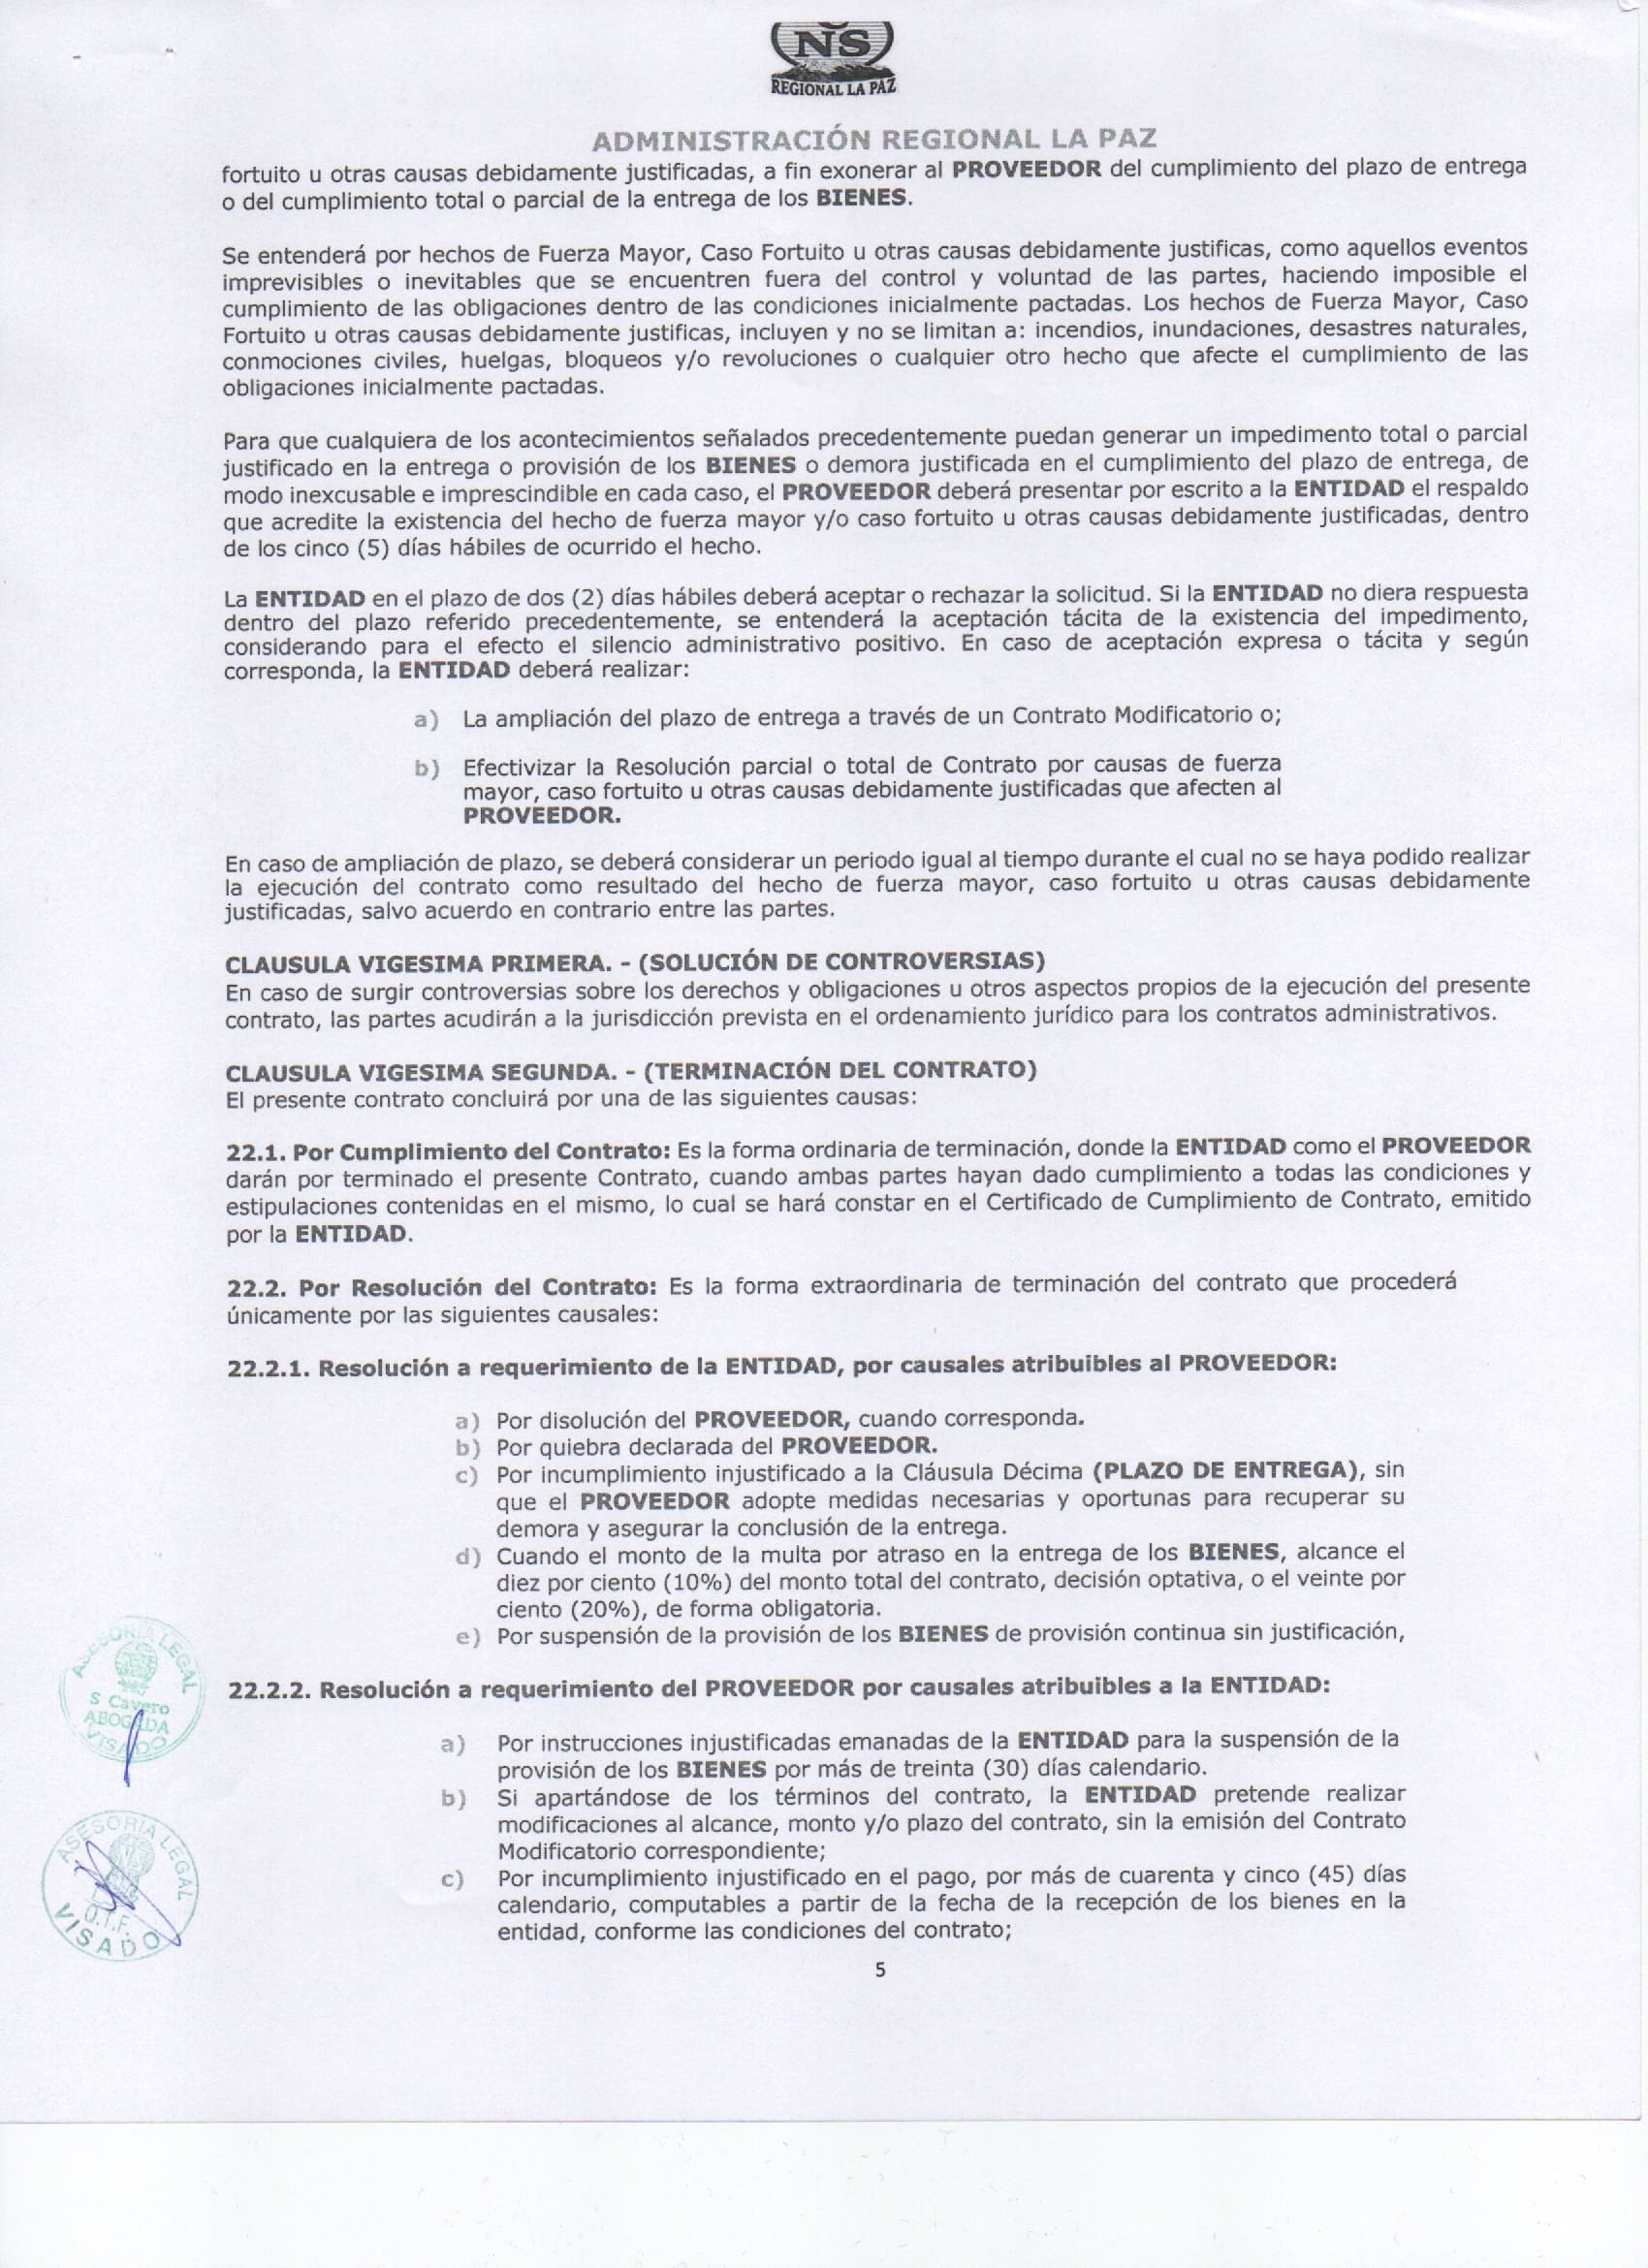 NS
REGIONAL LA PAZ
ADMINISTRACIÓN REGIONAL LA PAZ
fortuito u otras causas debidamente justificadas, a fin exonerar al PROVEEDOR del cumplimiento del plazo de entrega
o del cumplimiento total o parcial de la entrega de los BIENES.
Se entenderá por hechos de Fuerza Mayor, Caso Fortuito u otras causas debidamente justificas, como aquellos eventos
imprevisibles o inevitables que se encuentren fuera del control y voluntad de las partes, haciendo imposible el
cumplimiento de las obligaciones dentro de las condiciones inicialmente pactadas. Los hechos de Fuerza Mayor, Caso
Fortuito u otras causas debidamente justificas, incluyen y no se limitan a: incendios, inundaciones, desastres naturales,
conmociones civiles, huelgas, bloqueos y/o revoluciones o cualquier otro hecho que afecte el cumplimiento de las
obligaciones inicialmente pactadas.
Para que cualquiera de los acontecimientos señalados precedentemente puedan generar un impedimento total o parcial
justificado en la entrega o provisión de los BIENES o demora justificada en el cumplimiento del plazo de entrega, de
modo inexcusable e imprescindible en cada caso, el PROVEEDOR deberá presentar por escrito a la ENTIDAD el respaldo
que acredite la existencia del hecho de fuerza mayor y/o caso fortuito u otras causas debidamente justificadas, dentro
de los cinco (5) días hábiles de ocurrido el hecho.
La ENTIDAD en el plazo de dos (2) días hábiles deberá aceptar o rechazar la solicitud. Si la ENTIDAD no diera respuesta
dentro del plazo referido precedentemente, se entenderá la aceptación tácita de la existencia del impedimento,
considerando para el efecto el silencio administrativo positivo. En caso de aceptación expresa o tácita y según
corresponda, la ENTIDAD deberá realizar:
a) La ampliación del plazo de entrega a través de un Contrato Modificatorio o;
b) Efectivizar la Resolución parcial o total de Contrato por causas de fuerza
mayor, caso fortuito u otras causas debidamente justificadas que afecten al
PROVEEDOR.
En caso de ampliación de plazo, se deberá considerar un periodo igual al tiempo durante el cual no se haya podido realizar
la ejecución del contrato como resultado del hecho de fuerza mayor, caso fortuito u otras causas debidamente
justificadas, salvo acuerdo en contrario entre las partes.
CLAUSULA VIGESIMA PRIMERA. - (SOLUCIÓN DE CONTROVERSIAS)
En caso de surgir controversias sobre los derechos y obligaciones u otros aspectos propios de la ejecución del presente
contrato, las partes acudirán a la jurisdicción prevista en el ordenamiento jurídico para los contratos administrativos.
CLAUSULA VIGESIMA SEGUNDA. - (TERMINACIÓN DEL CONTRATO)
El presente contrato concluirá por una de las siguientes causas:
22.1. Por Cumplimiento del Contrato: Es la forma ordinaria de terminación, donde la ENTIDAD como el PROVEEDOR
darán por terminado el presente Contrato, cuando ambas partes hayan dado cumplimiento a todas las condiciones y
estipulaciones contenidas en el mismo, lo cual se hará constar en el Certificado de Cumplimiento de Contrato, emitido
por la ENTIDAD.
22.2. Por Resolución del Contrato: Es la forma extraordinaria de terminación del contrato que procederá
únicamente por las siguientes causales:
22.2.1. Resolución a requerimiento de la ENTIDAD, por causales atribuibles al PROVEEDOR:
a) Por disolución del PROVEEDOR, cuando corresponda.
b) Por quiebra declarada del PROVEEDOR.
c) Por incumplimiento injustificado a la Cláusula Décima (PLAZO DE ENTREGA), sin
que el PROVEEDOR adopte medidas necesarias y oportunas para recuperar su
demora y asegurar la conclusión de la entrega.
d) Cuando el monto de la multa por atraso en la entrega de los BIENES, alcance el
diez por ciento (10%) del monto total del contrato, decisión optativa, o el veinte por
ciento (20%), de forma obligatoria.
e) Por suspensión de la provisión de los BIENES de provisión continua sin justificación,
ASESORIA LEGAL
S Cavero
ABOGADA
VISADO
22.2.2. Resolución a requerimiento del PROVEEDOR por causales atribuibles a la ENTIDAD:
a) Por instrucciones injustificadas emanadas de la ENTIDAD para la suspensión de la
provisión de los BIENES por más de treinta (30) días calendario.
b) Si apartándose de los términos del contrato, la ENTIDAD pretende realizar
modificaciones al alcance, monto y/o plazo del contrato, sin la emisión del Contrato
Modificatorio correspondiente;
c) Por incumplimiento injustificado en el pago, por más de cuarenta y cinco (45) días
calendario, computables a partir de la fecha de la recepción de los bienes en la
entidad, conforme las condiciones del contrato;
ASESORIA LEGAL
VISADO
5